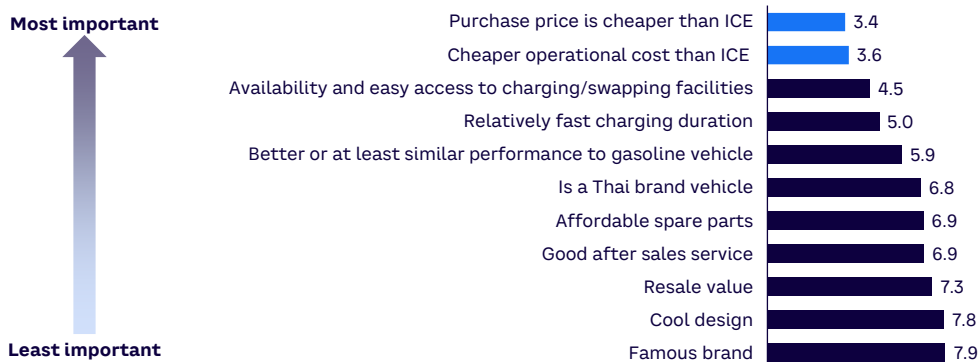 Most important
Purchase price is cheaper than ICE 3.4
Cheaper operational cost than ICE 3.6
Availability and easy access to charging/swapping facilities 4.5
Relatively fast charging duration 5.0
Better or at least similar performance to gasoline vehicle 5.9
Is a Thai brand vehicle 6.8
Affordable spare parts 6.9
Good after sales service 6.9
Resale value 7.3
Cool design 7.8
Least important
Famous brand 7.9